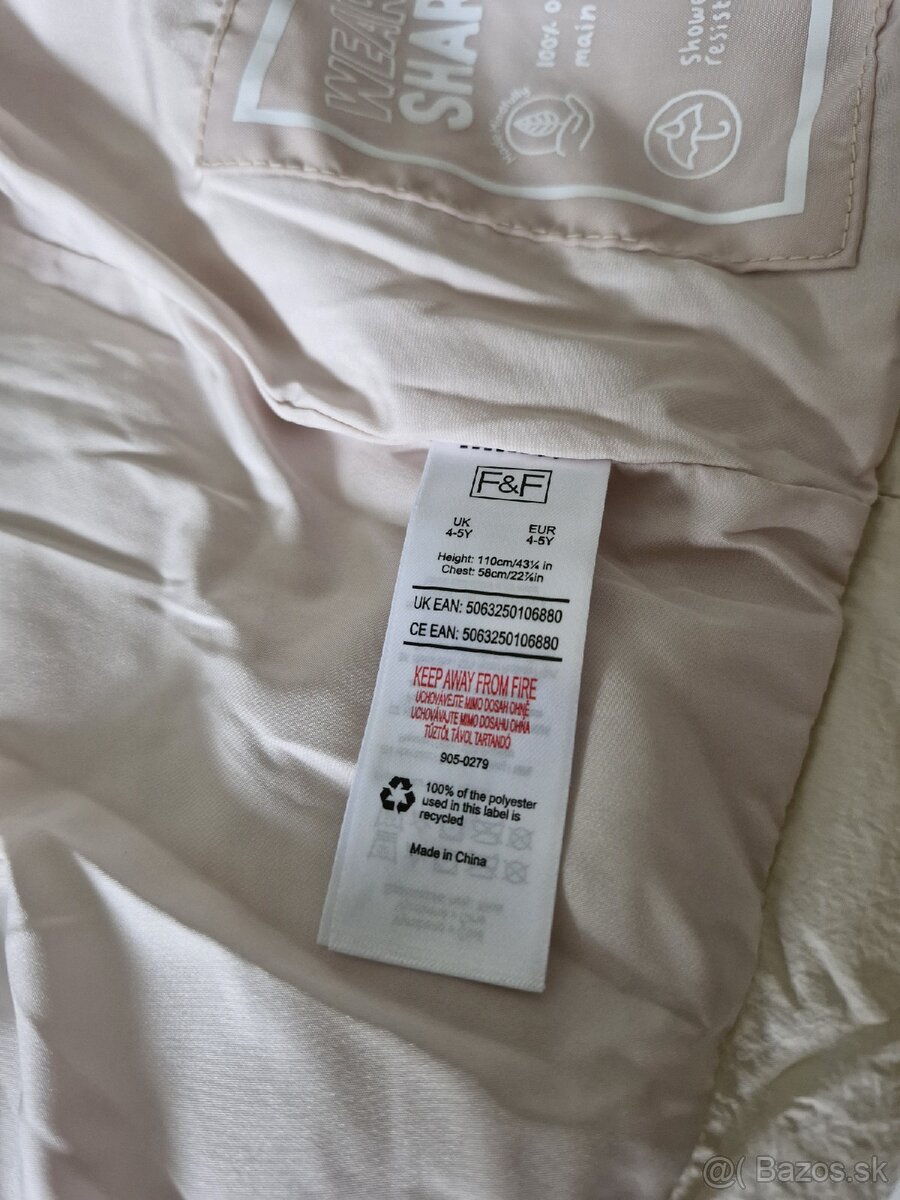 WEAR
SHAR
100% o
main
Showe
resist
F&F
UK
4-5Y
EUR
4-5Y
Height: 110cm/43¼ in
Chest: 58cm/22⅞in
UK EAN: 5063250106880
CE EAN: 5063250106880
KEEP AWAY FROM FIRE
UCHOVÁVEJTE MIMO DOSAH OHNĚ
UCHOVÁVAJTE MIMO DOSAHU OHŇA
TŰZTŐL TÁVOL TARTANDÓ
905-0279
100% of the polyester
used in this label is
recycled
Made in China
@( Bazos.sk